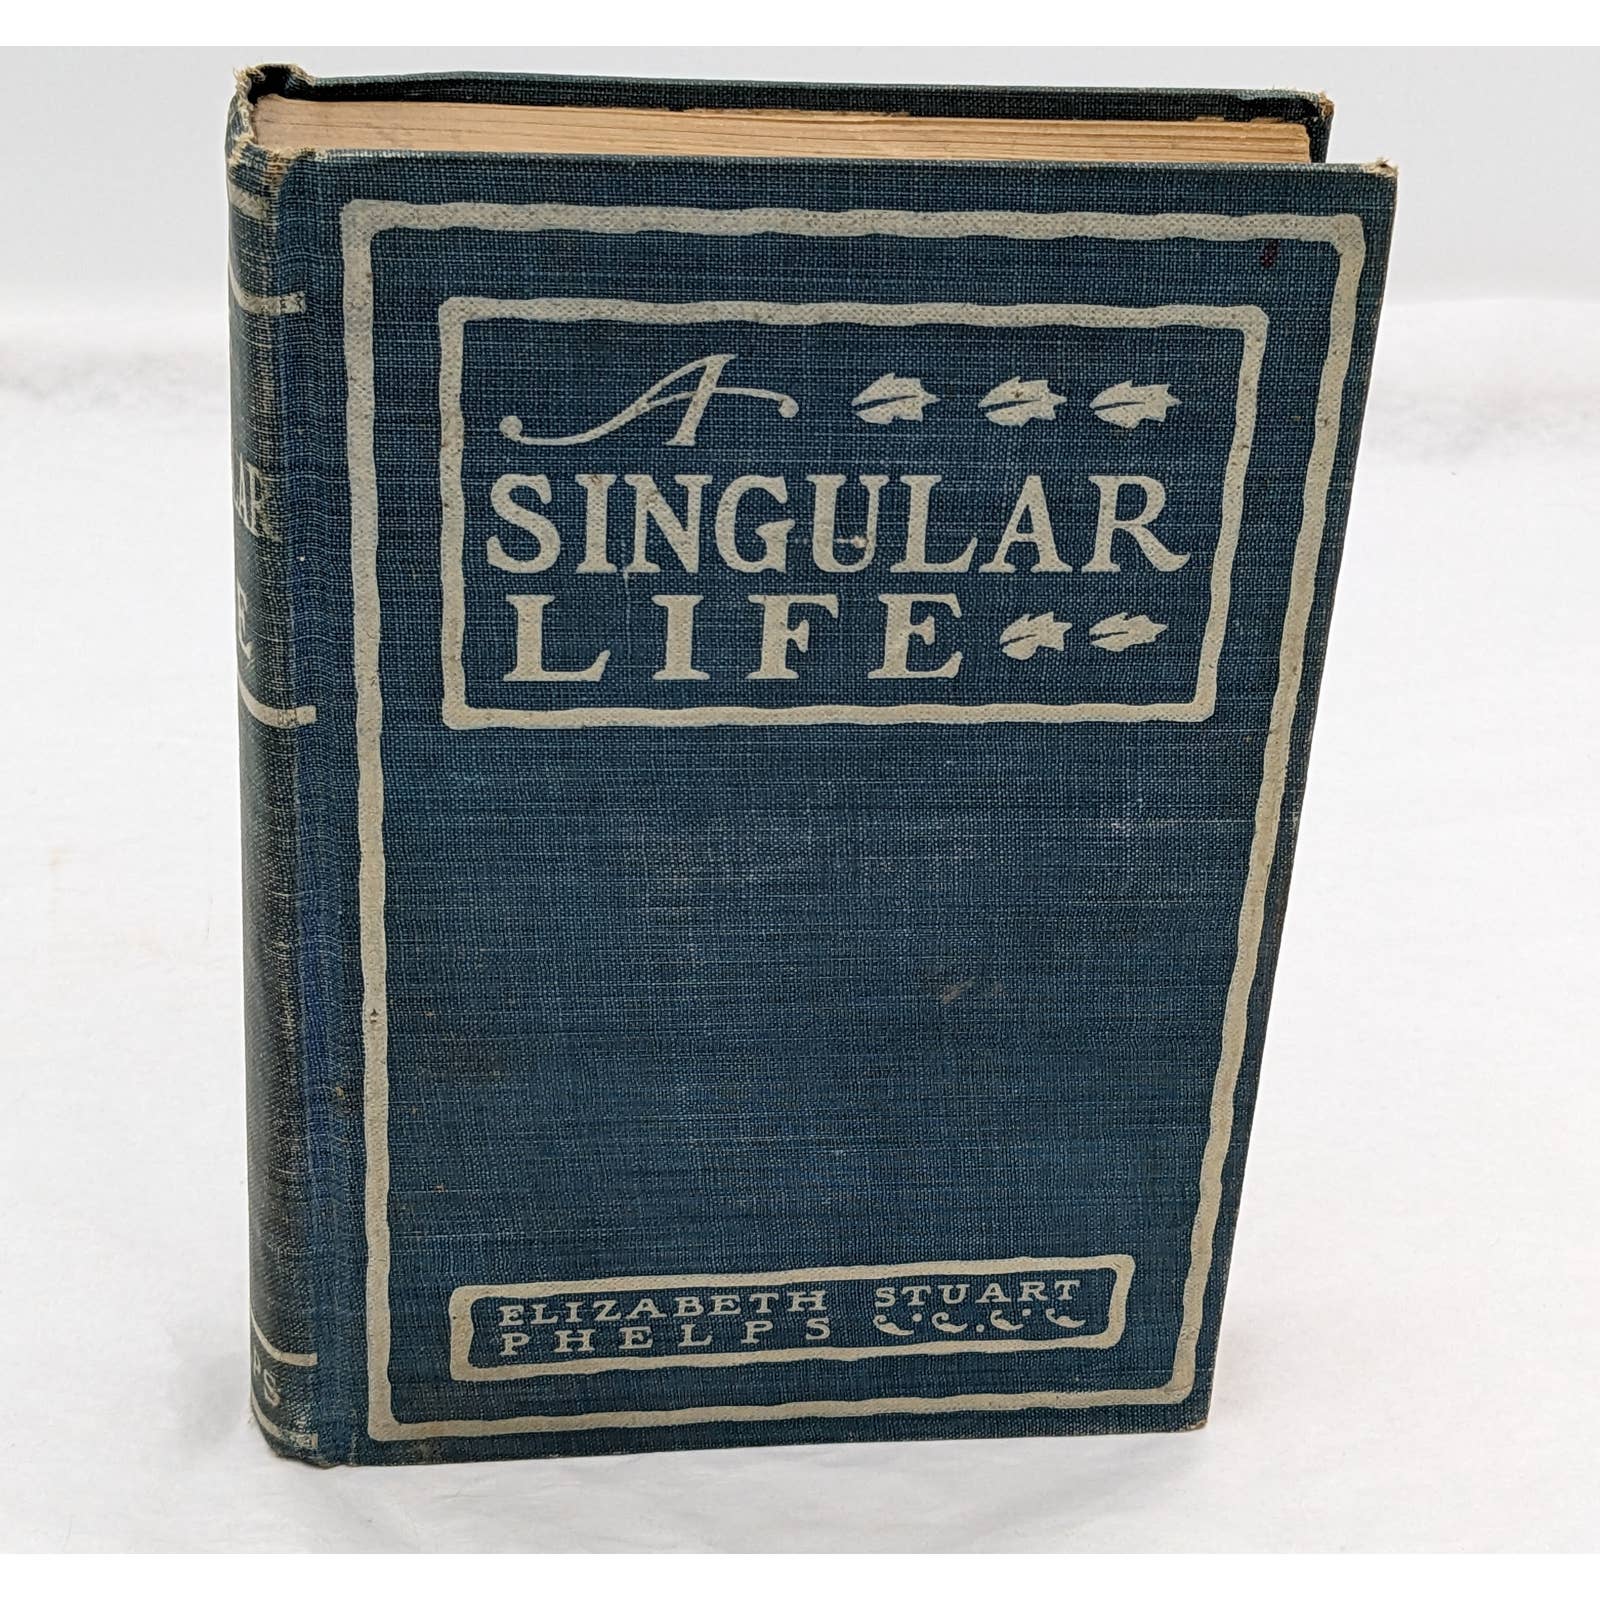 A
SINGULAR
LIFE
ELIZABETH STUART
PHELPS